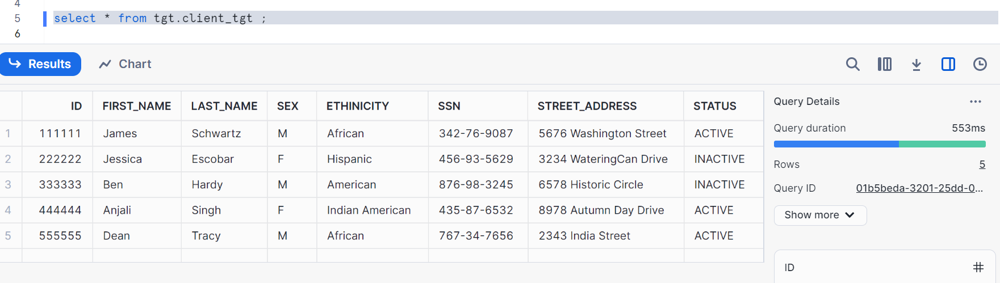 4
5 select * from tgt.client_tgt ;
6
Results Chart
ID FIRST_NAME LAST_NAME SEX ETHINICITY SSN STREET_ADDRESS STATUS
1 111111 James Schwartz M African 342-76-9087 5676 Washington Street ACTIVE
2 222222 Jessica Escobar F Hispanic 456-93-5629 3234 WateringCan Drive INACTIVE
3 333333 Ben Hardy M American 876-98-3245 6578 Historic Circle INACTIVE
4 444444 Anjali Singh F Indian American 435-87-6532 8978 Autumn Day Drive ACTIVE
5 555555 Dean Tracy M African 767-34-7656 2343 India Street ACTIVE
Query Details ...
Query duration 553ms
Rows 5
Query ID 01b5beda-3201-25dd-0...
Show more
ID #